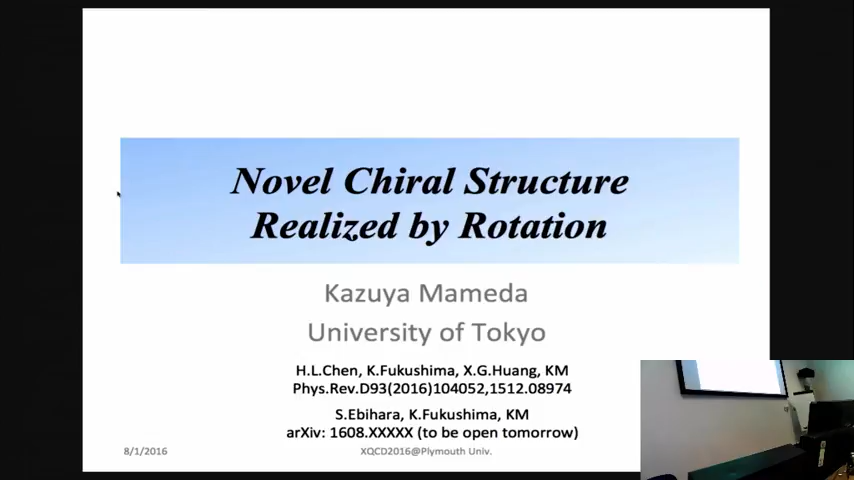 Novel Chiral Structure
Realized by Rotation
Kazuya Mameda
University of Tokyo
H.L.Chen, K.Fukushima, X.G.Huang, KM
Phys.Rev.D93(2016)104052,1512.08974
S.Ebihara, K.Fukushima, KM
arXiv: 1608.XXXXX (to be open tomorrow)
8/1/2016
XQCD2016@Plymouth Univ.